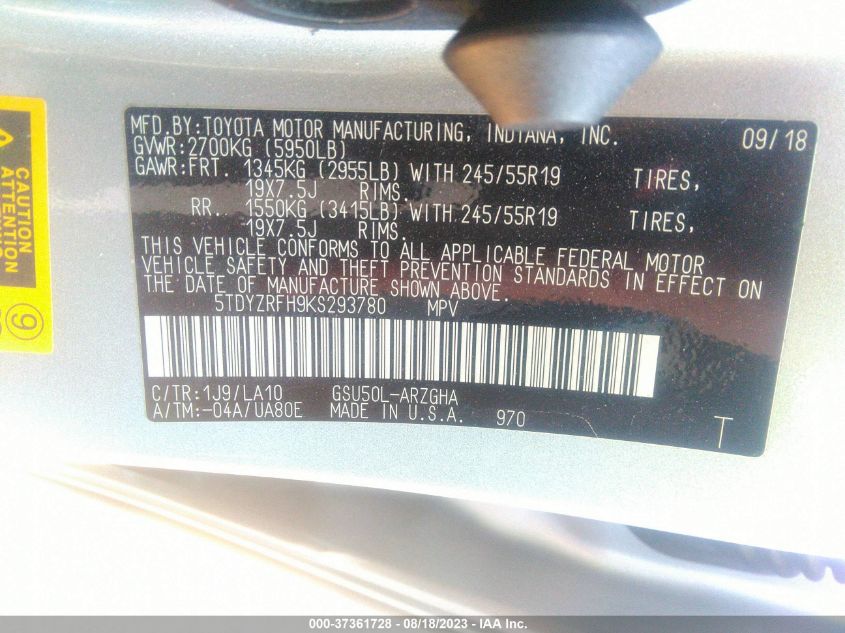 MFD.BY:TOYOTA MOTOR MANUFACTURING, INDIANA, INC. 09/18
GVWR:2700KG (5950LB)
GAWR:FRT. 1345KG (2955LB) WITH 245/55R19 TIRES,
19X7.5J RIMS.
RR. 1550KG (3415LB) WITH 245/55R19 TIRES,
19X7.5J RIMS.
THIS VEHICLE CONFORMS TO ALL APPLICABLE FEDERAL MOTOR
VEHICLE SAFETY AND THEFT PREVENTION STANDARDS IN EFFECT ON
THE DATE OF MANUFACTURE SHOWN ABOVE.
5TDYZRFH9KS293780 MPV
C/TR:1J9/LA10 GSU50L-ARZGHA
A/TM:-04A/UA80E MADE IN U.S.A. 970
T
CAUTION
ATTENTION
9
000-37361728 - 08/18/2023 - Copyright © IAA, Inc.